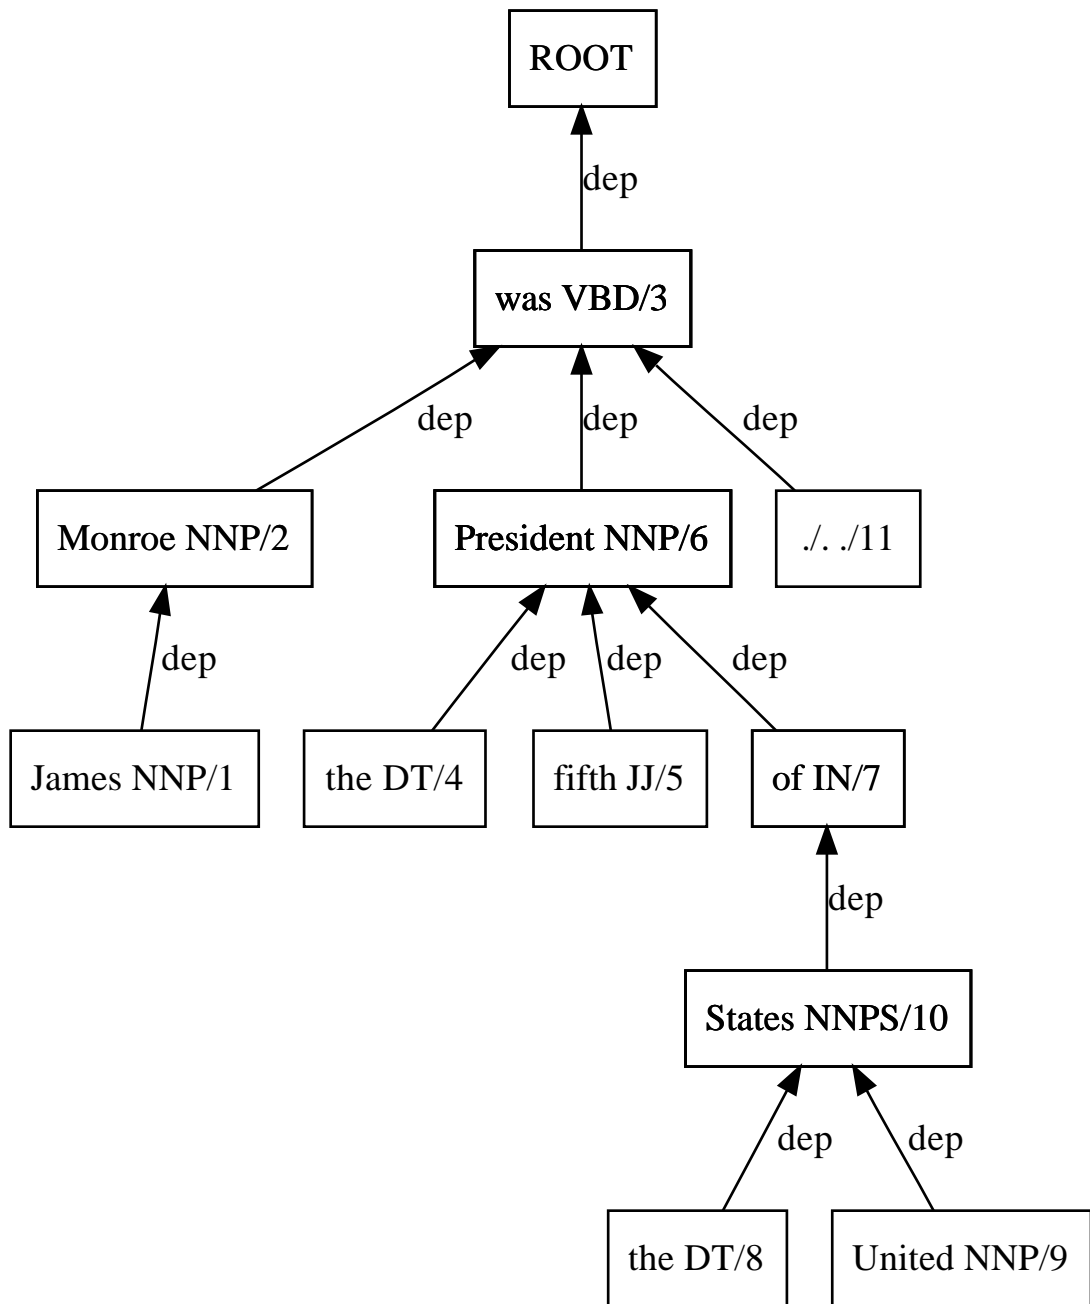 ROOT
dep
was VBD/3
dep dep dep
Monroe NNP/2 President NNP/6 ./. ./11
dep dep dep dep
James NNP/1 the DT/4 fifth JJ/5 of IN/7
dep
States NNPS/10
dep dep
the DT/8 United NNP/9